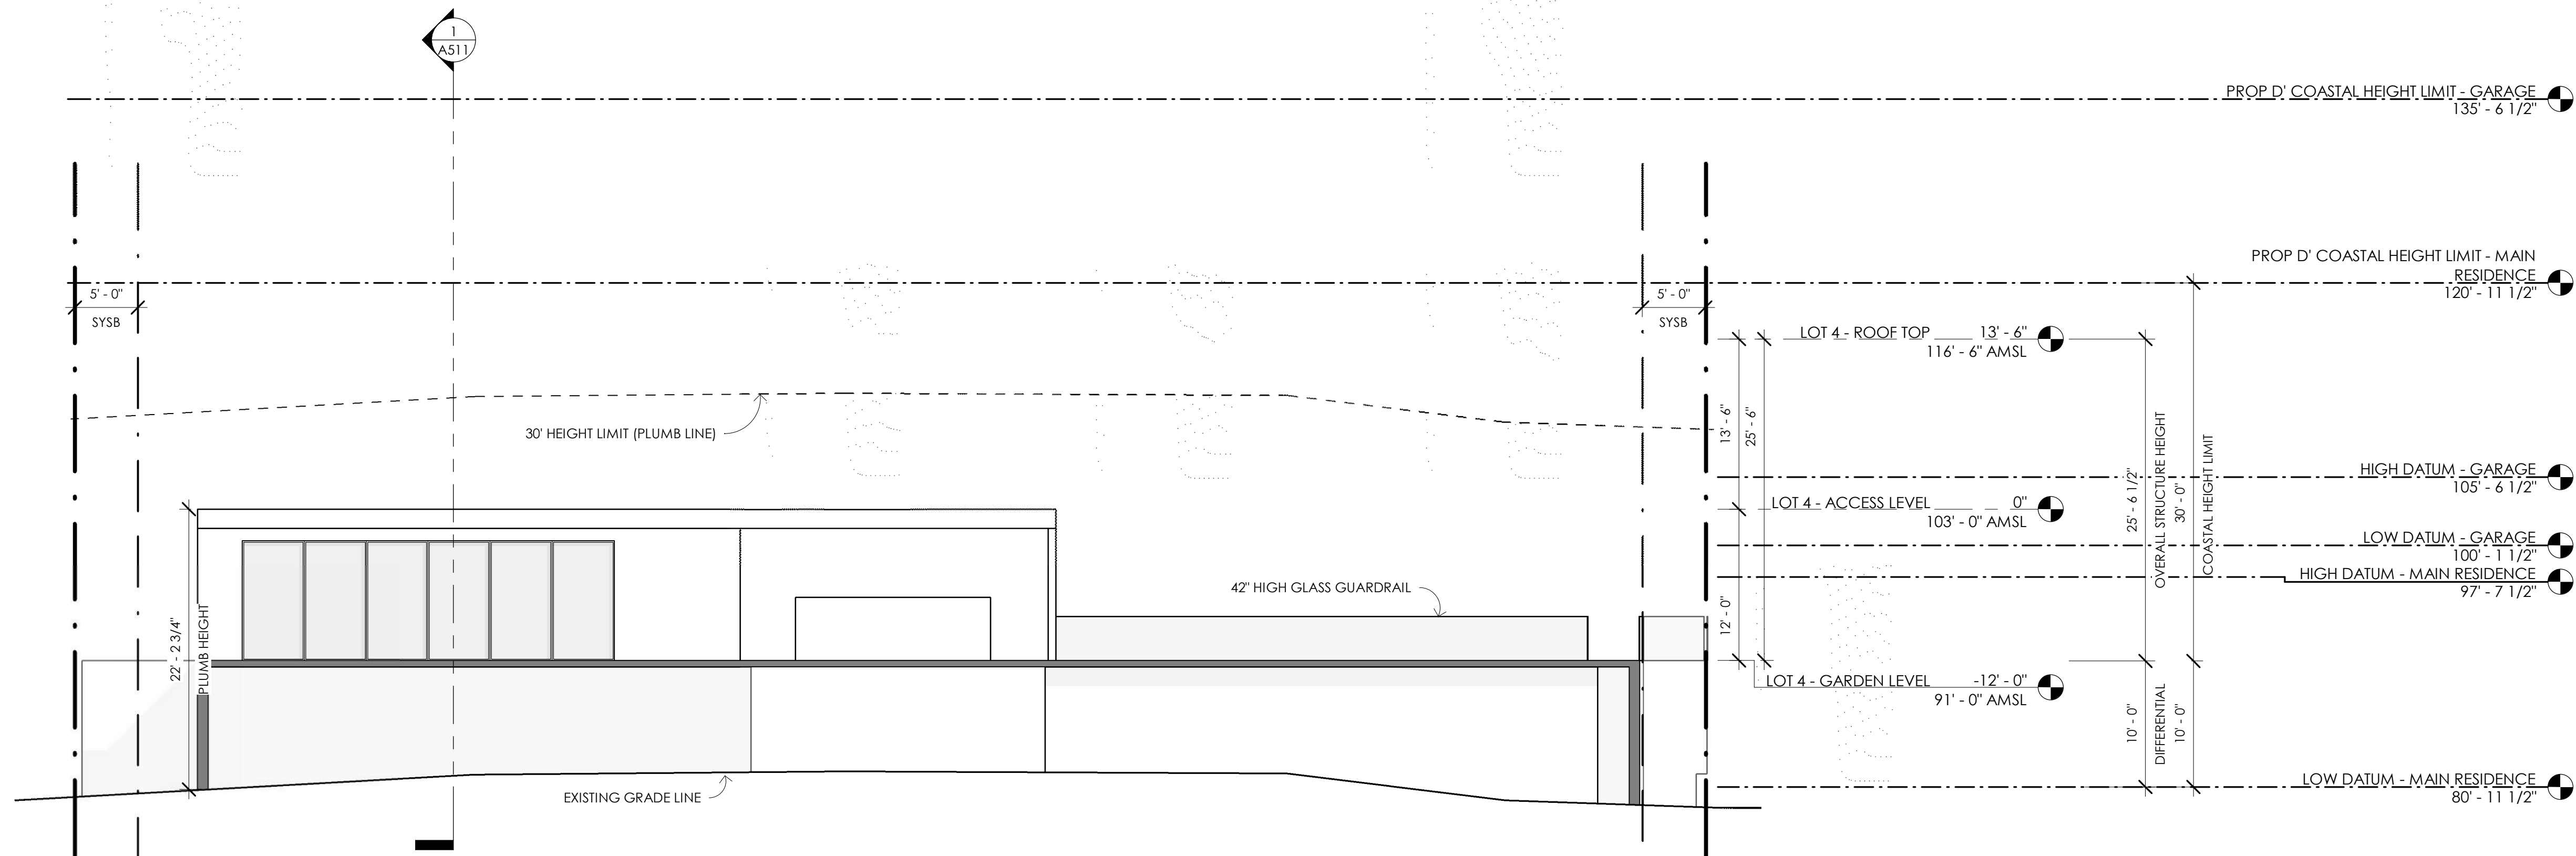 1
A511
PROP D' COASTAL HEIGHT LIMIT - GARAGE
135' - 6 1/2"
PROP D' COASTAL HEIGHT LIMIT - MAIN
RESIDENCE
120' - 11 1/2"
5' - 0"
SYSB
5' - 0"
SYSB
LOT 4 - ROOF TOP 13' - 6"
116' - 6" AMSL
30' HEIGHT LIMIT (PLUMB LINE)
13' - 6"
25' - 6"
HIGH DATUM - GARAGE
105' - 6 1/2"
LOT 4 - ACCESS LEVEL 0"
103' - 0" AMSL
25' - 6 1/2"
OVERALL STRUCTURE HEIGHT
30' - 0"
COASTAL HEIGHT LIMIT
LOW DATUM - GARAGE
100' - 1 1/2"
HIGH DATUM - MAIN RESIDENCE
97' - 7 1/2"
42" HIGH GLASS GUARDRAIL
12' - 0"
22' - 2 3/4"
PLUMB HEIGHT
LOT 4 - GARDEN LEVEL -12' - 0"
91' - 0" AMSL
10' - 0"
DIFFERENTIAL
10' - 0"
EXISTING GRADE LINE
LOW DATUM - MAIN RESIDENCE
80' - 11 1/2"